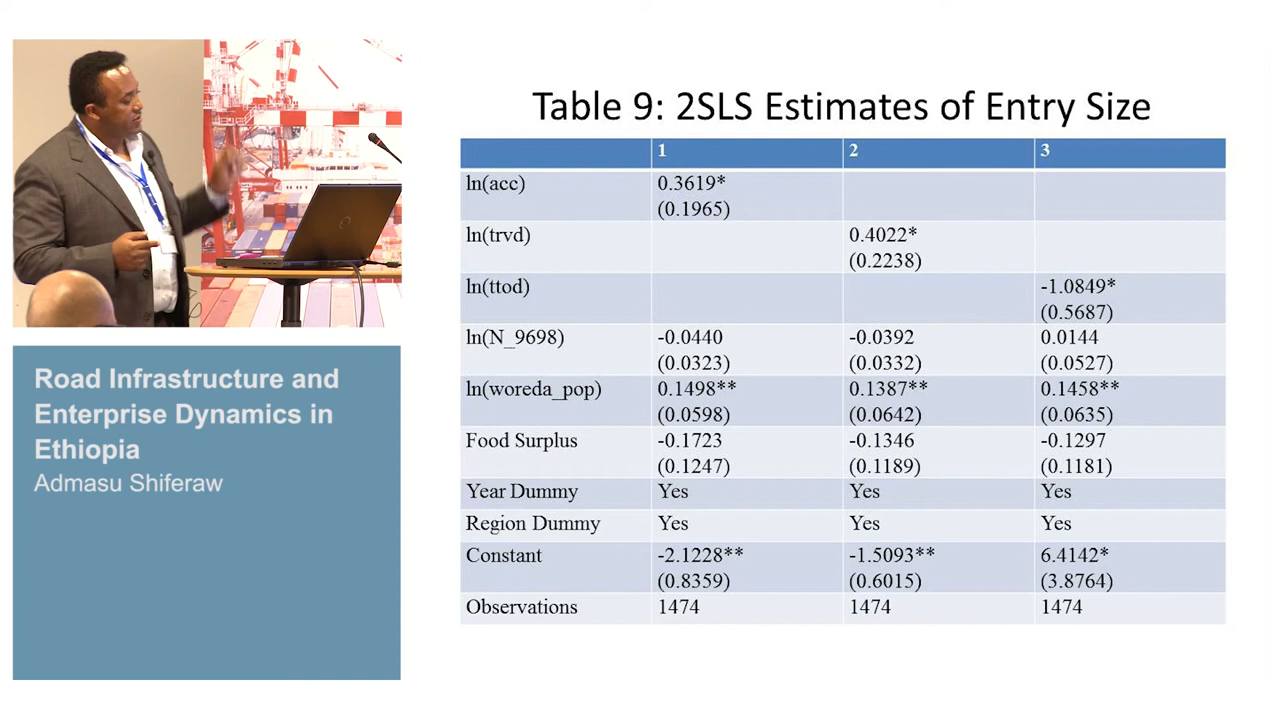 Table 9: 2SLS Estimates of Entry Size
1 2 3
ln(acc) 0.3619*
(0.1965)
ln(trvd) 0.4022*
(0.2238)
ln(ttod) -1.0849*
(0.5687)
ln(N_9698) -0.0440 -0.0392 0.0144
(0.0323) (0.0332) (0.0527)
ln(woreda_pop) 0.1498** 0.1387** 0.1458**
(0.0598) (0.0642) (0.0635)
Food Surplus -0.1723 -0.1346 -0.1297
(0.1247) (0.1189) (0.1181)
Year Dummy Yes Yes Yes
Region Dummy Yes Yes Yes
Constant -2.1228** -1.5093** 6.4142*
(0.8359) (0.6015) (3.8764)
Observations 1474 1474 1474
Road Infrastructure and
Enterprise Dynamics in
Ethiopia
Admasu Shiferaw